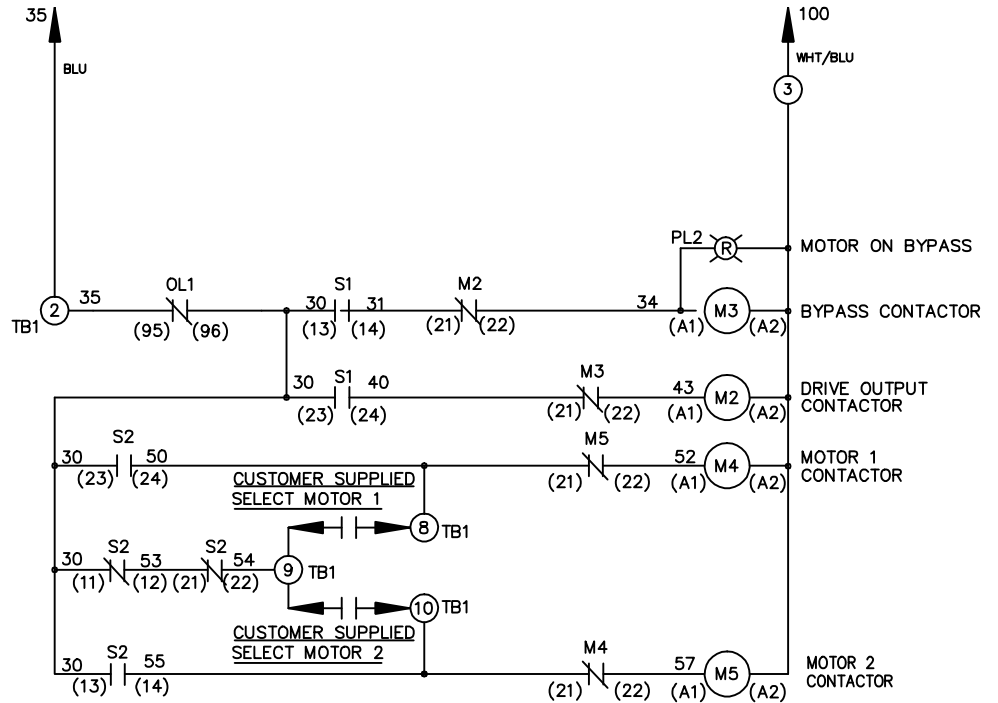 35
100
BLU
WHT/BLU
3
PL2
R
MOTOR ON BYPASS
2
TB1
35
OL1
(95)
(96)
30
S1
31
(13)
(14)
M2
(21)
(22)
34
(A1)
M3
(A2)
BYPASS CONTACTOR
30
S1
40
(23)
(24)
M3
(21)
(22)
43
(A1)
M2
(A2)
DRIVE OUTPUT
CONTACTOR
30
S2
50
(23)
(24)
M5
(21)
(22)
52
(A1)
M4
(A2)
MOTOR 1
CONTACTOR
CUSTOMER SUPPLIED
SELECT MOTOR 1
8
TB1
30
S2
53
(11)
(12)
S2
54
(21)
(22)
9
TB1
10
TB1
CUSTOMER SUPPLIED
SELECT MOTOR 2
30
S2
55
(13)
(14)
M4
(21)
(22)
57
(A1)
M5
(A2)
MOTOR 2
CONTACTOR